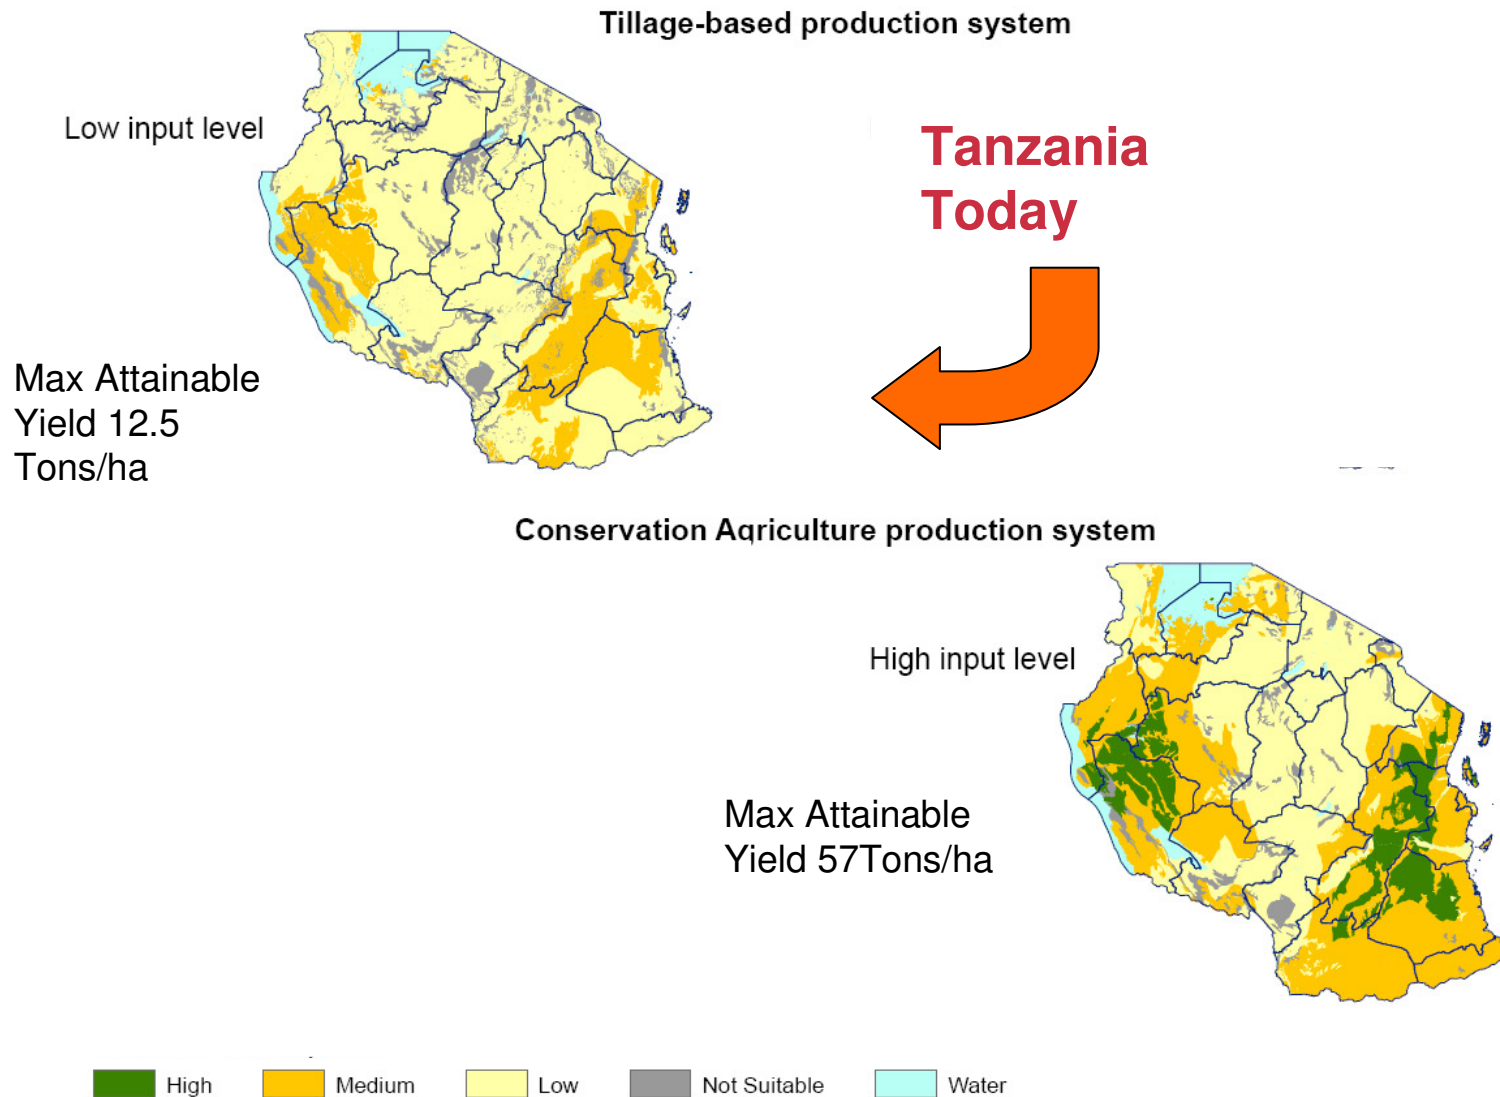 Tillage-based production system
Low input level
Tanzania
Today
Max Attainable
Yield 12.5
Tons/ha
Conservation Agriculture production system
High input level
Max Attainable
Yield 57Tons/ha
High
Medium
Low
Not Suitable
Water